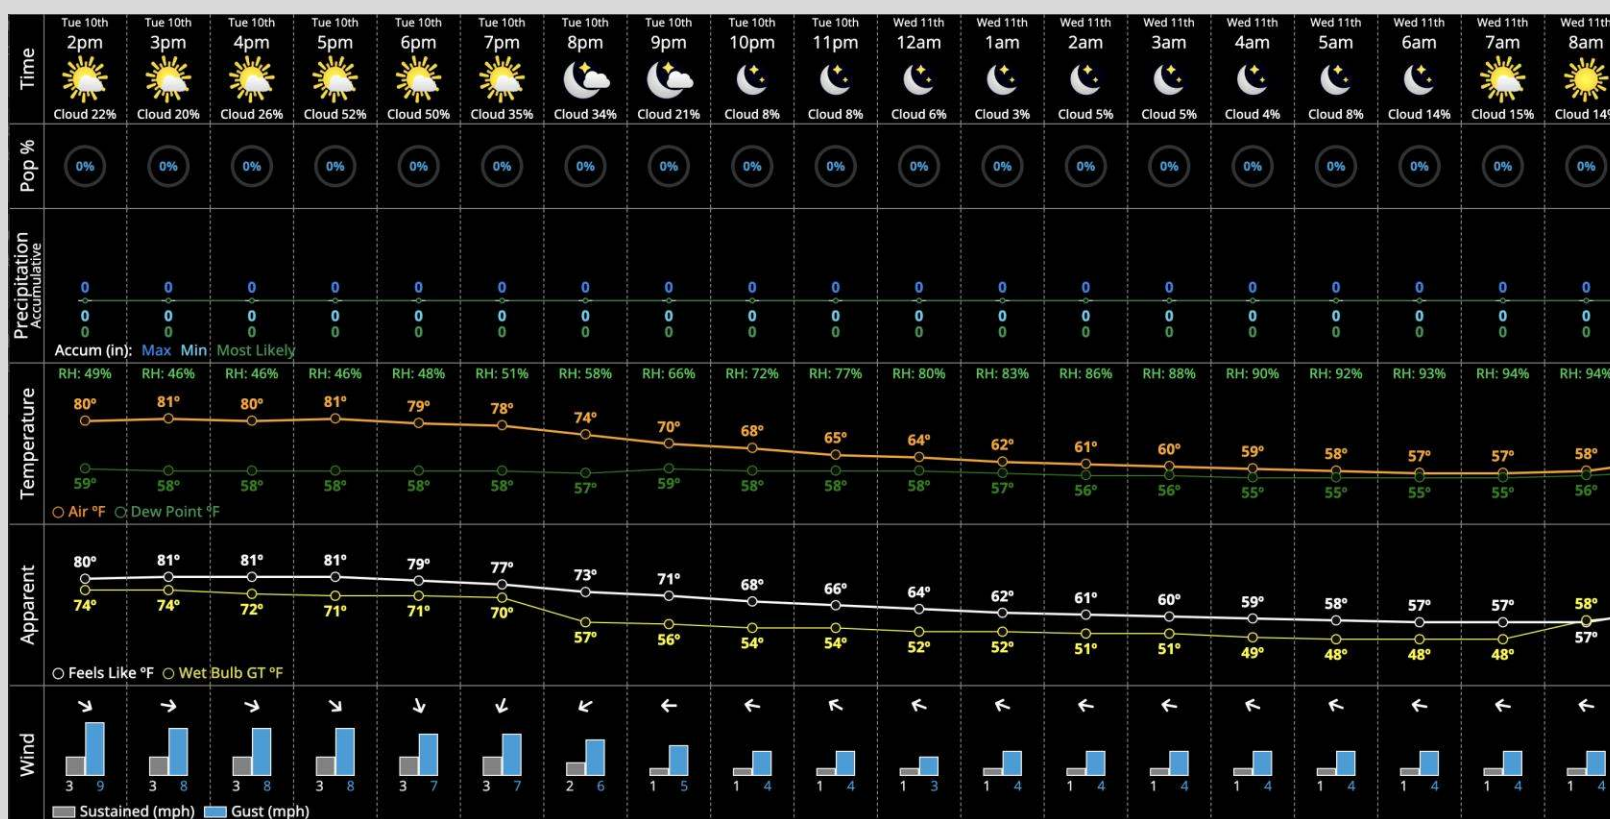 Time
Tue 10th Tue 10th Tue 10th Tue 10th Tue 10th Tue 10th Tue 10th Tue 10th Tue 10th Tue 10th Wed 11th Wed 11th Wed 11th Wed 11th Wed 11th Wed 11th Wed 11th Wed 11th Wed 11th
2pm 3pm 4pm 5pm 6pm 7pm 8pm 9pm 10pm 11pm 12am 1am 2am 3am 4am 5am 6am 7am 8am
Cloud 22% Cloud 20% Cloud 26% Cloud 52% Cloud 50% Cloud 35% Cloud 34% Cloud 21% Cloud 8% Cloud 8% Cloud 6% Cloud 3% Cloud 5% Cloud 5% Cloud 4% Cloud 8% Cloud 14% Cloud 15% Cloud 14%
Pop %
0% 0% 0% 0% 0% 0% 0% 0% 0% 0% 0% 0% 0% 0% 0% 0% 0% 0% 0%
Precipitation
Accumulative
0 0 0 0 0 0 0 0 0 0 0 0 0 0 0 0 0 0 0
0 0 0 0 0 0 0 0 0 0 0 0 0 0 0 0 0 0 0
0 0 0 0 0 0 0 0 0 0 0 0 0 0 0 0 0 0 0
Accum (in): Max Min Most Likely
Temperature
RH: 49% RH: 46% RH: 46% RH: 46% RH: 48% RH: 51% RH: 58% RH: 66% RH: 72% RH: 77% RH: 80% RH: 83% RH: 86% RH: 88% RH: 90% RH: 92% RH: 93% RH: 94% RH: 94%
80° 81° 80° 81° 79° 78° 74° 70° 68° 65° 64° 62° 61° 60° 59° 58° 57° 57° 58°
59° 58° 58° 58° 58° 58° 57° 59° 58° 58° 58° 57° 56° 56° 55° 55° 55° 55° 56°
Air °F Dew Point °F
Apparent
80° 81° 81° 81° 79° 77° 73° 71° 68° 66° 64° 62° 61° 60° 59° 58° 57° 57° 58°
74° 74° 72° 71° 71° 70° 57° 56° 54° 54° 52° 52° 51° 51° 49° 48° 48° 48° 57°
Feels Like °F Wet Bulb GT °F
Wind
3 9 3 8 3 8 3 8 3 7 3 7 2 6 1 5 1 4 1 4 1 3 1 4 1 4 1 4 1 4 1 4 1 4 1 4 1 4
Sustained (mph) Gust (mph)